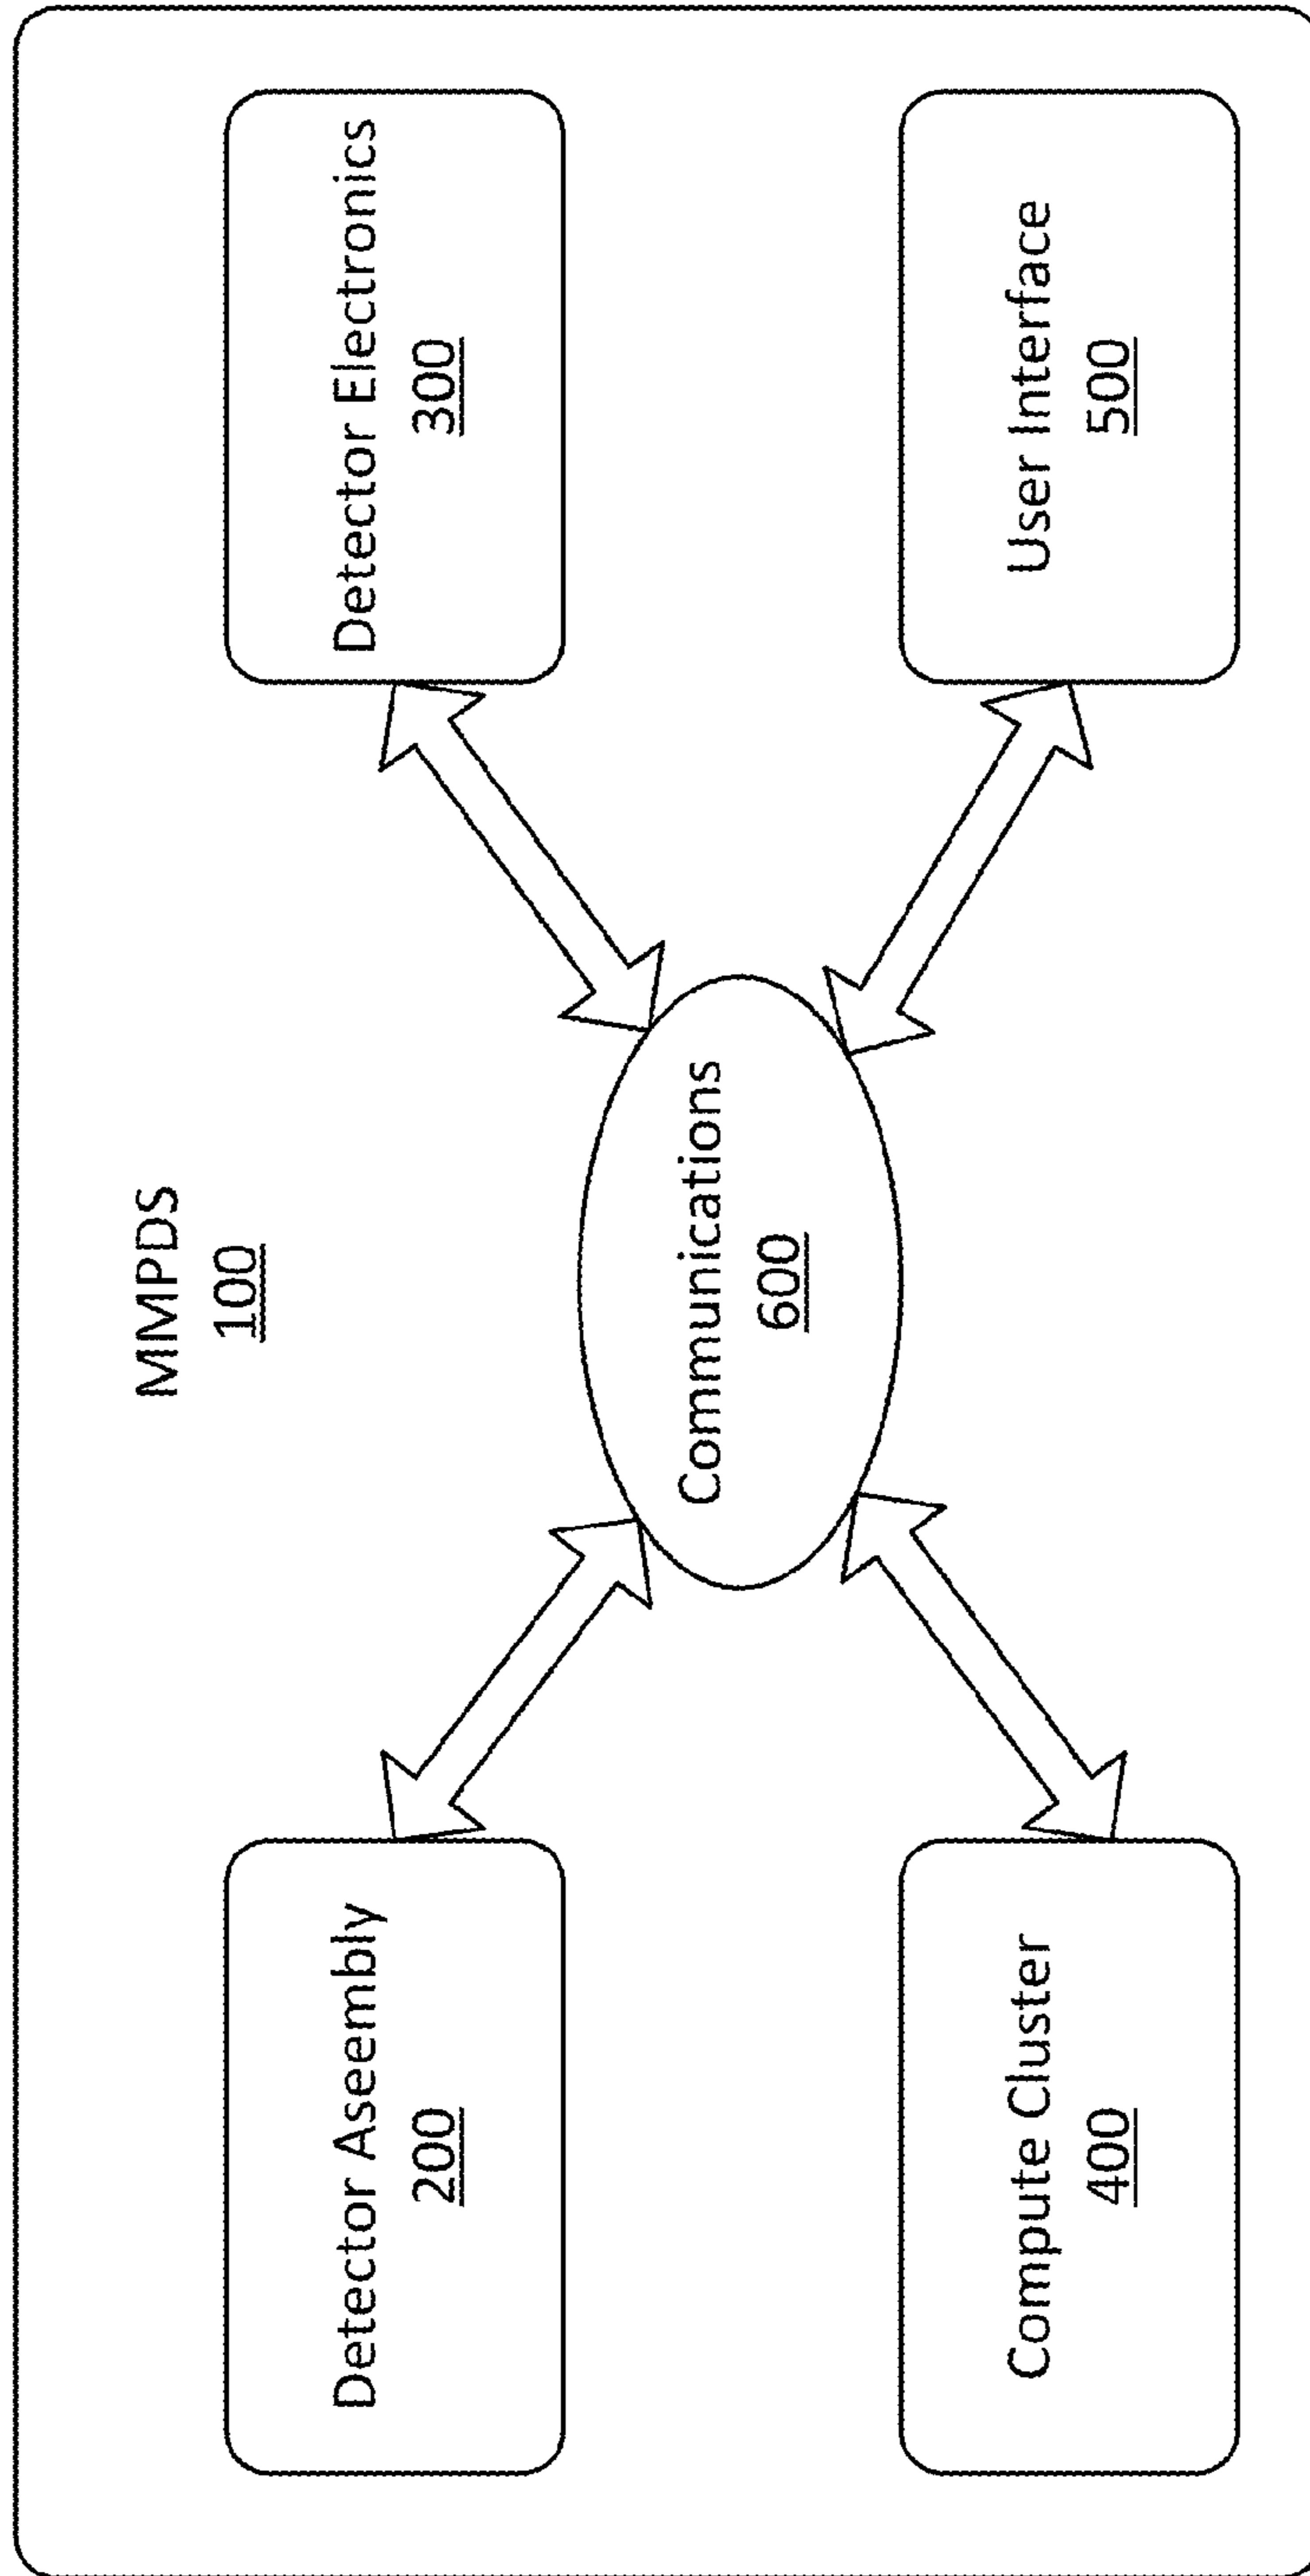 MMPDS
100
Detector Aseembly
200
Detector Electronics
300
Communications
600
Compute Cluster
400
User Interface
500